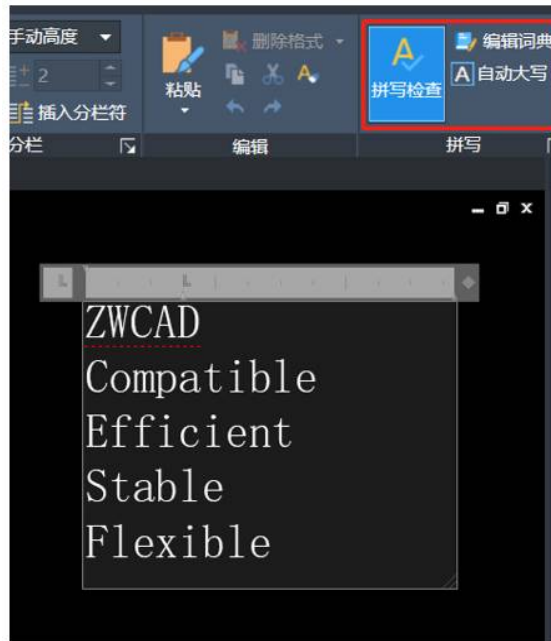 手动高度
删除格式
编辑词典
2
粘贴
A
拼写检查
A 自动大写
插入分栏符
分栏
编辑
拼写
ZWCAD
Compatible
Efficient
Stable
Flexible